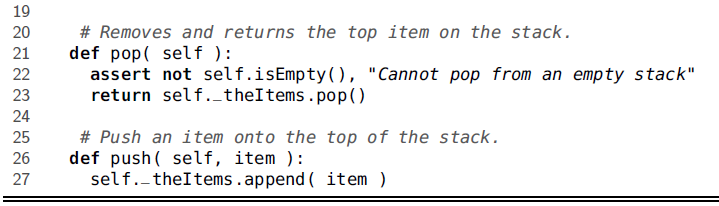 19
20 # Removes and returns the top item on the stack.
21 def pop( self ):
22 assert not self.isEmpty(), "Cannot pop from an empty stack"
23 return self._theItems.pop()
24
25 # Push an item onto the top of the stack.
26 def push( self, item ):
27 self._theItems.append( item )